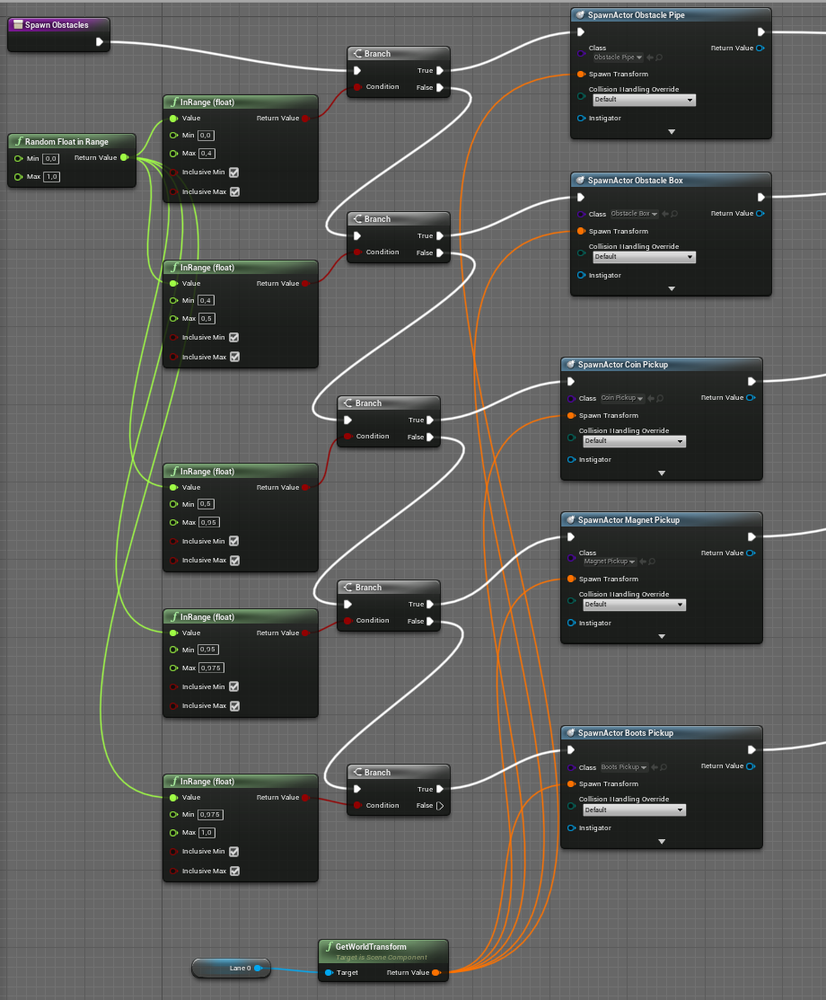 Spawn Obstacles
Random Float in Range
Min 0,0 Return Value
Max 1,0
InRange (float)
Value Return Value
Min 0,0
Max 0,4
Inclusive Min
Inclusive Max
Branch
True
Condition False
SpawnActor Obstacle Pipe
Return Value
Class
Obstacle Pipe
Spawn Transform
Collision Handling Override
Default
Instigator
InRange (float)
Value Return Value
Min 0,4
Max 0,5
Inclusive Min
Inclusive Max
Branch
True
Condition False
SpawnActor Obstacle Box
Class Obstacle Box Return Value
Spawn Transform
Collision Handling Override
Default
Instigator
InRange (float)
Value Return Value
Min 0,5
Max 0,95
Inclusive Min
Inclusive Max
Branch
True
Condition False
SpawnActor Coin Pickup
Class Coin Pickup Return Value
Spawn Transform
Collision Handling Override
Default
Instigator
InRange (float)
Value Return Value
Min 0,95
Max 0,975
Inclusive Min
Inclusive Max
Branch
True
Condition False
SpawnActor Magnet Pickup
Return Value
Class
Magnet Pickup
Spawn Transform
Collision Handling Override
Default
Instigator
InRange (float)
Value Return Value
Min 0,975
Max 1,0
Inclusive Min
Inclusive Max
Branch
True
Condition False
SpawnActor Boots Pickup
Class Boots Pickup Return Value
Spawn Transform
Collision Handling Override
Default
Instigator
Lane 0
GetWorldTransform
Target is Scene Component
Target Return Value